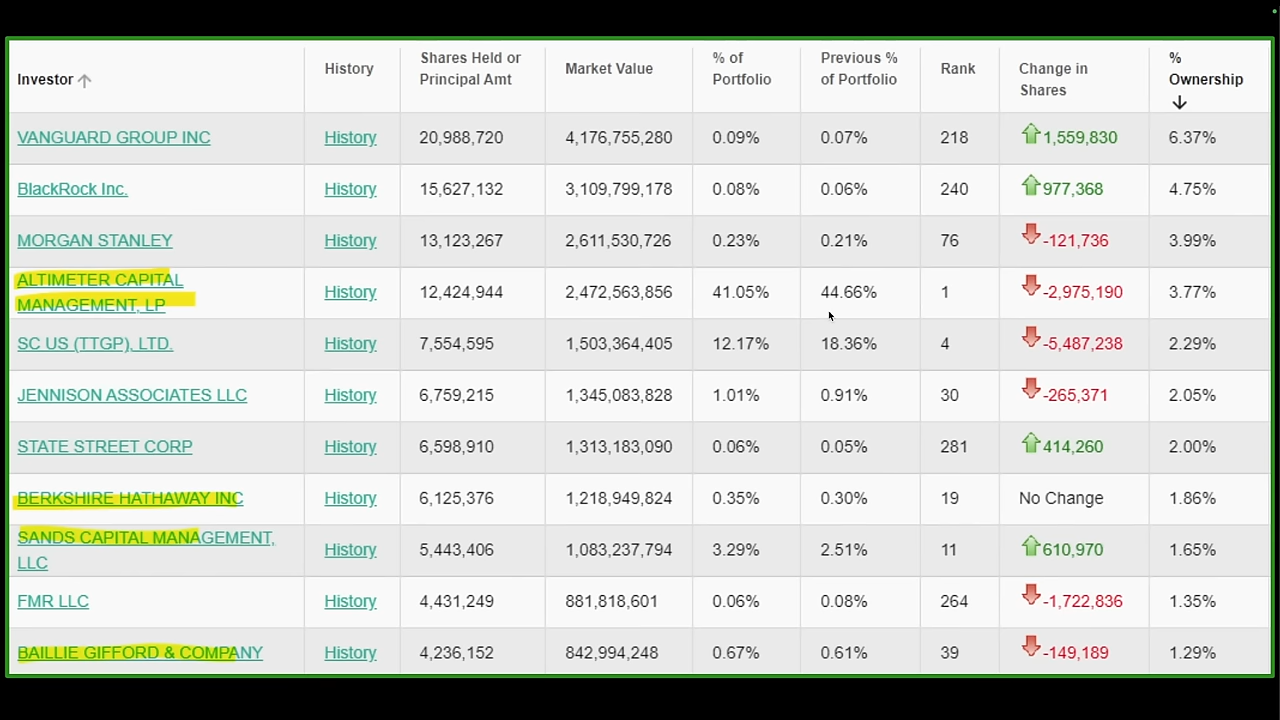 Investor History Shares Held or Principal Amt Market Value % of Portfolio Previous % of Portfolio Rank Change in Shares % Ownership
VANGUARD GROUP INC History 20,988,720 4,176,755,280 0.09% 0.07% 218 1,559,830 6.37%
BlackRock Inc. History 15,627,132 3,109,799,178 0.08% 0.06% 240 977,368 4.75%
MORGAN STANLEY History 13,123,267 2,611,530,726 0.23% 0.21% 76 -121,736 3.99%
ALTIMETER CAPITAL MANAGEMENT, LP History 12,424,944 2,472,563,856 41.05% 44.66% 1 -2,975,190 3.77%
SC US (TTGP), LTD. History 7,554,595 1,503,364,405 12.17% 18.36% 4 -5,487,238 2.29%
JENNISON ASSOCIATES LLC History 6,759,215 1,345,083,828 1.01% 0.91% 30 -265,371 2.05%
STATE STREET CORP History 6,598,910 1,313,183,090 0.06% 0.05% 281 414,260 2.00%
BERKSHIRE HATHAWAY INC History 6,125,376 1,218,949,824 0.35% 0.30% 19 No Change 1.86%
SANDS CAPITAL MANAGEMENT, LLC History 5,443,406 1,083,237,794 3.29% 2.51% 11 610,970 1.65%
FMR LLC History 4,431,249 881,818,601 0.06% 0.08% 264 -1,722,836 1.35%
BAILLIE GIFFORD & COMPANY History 4,236,152 842,994,248 0.67% 0.61% 39 -149,189 1.29%